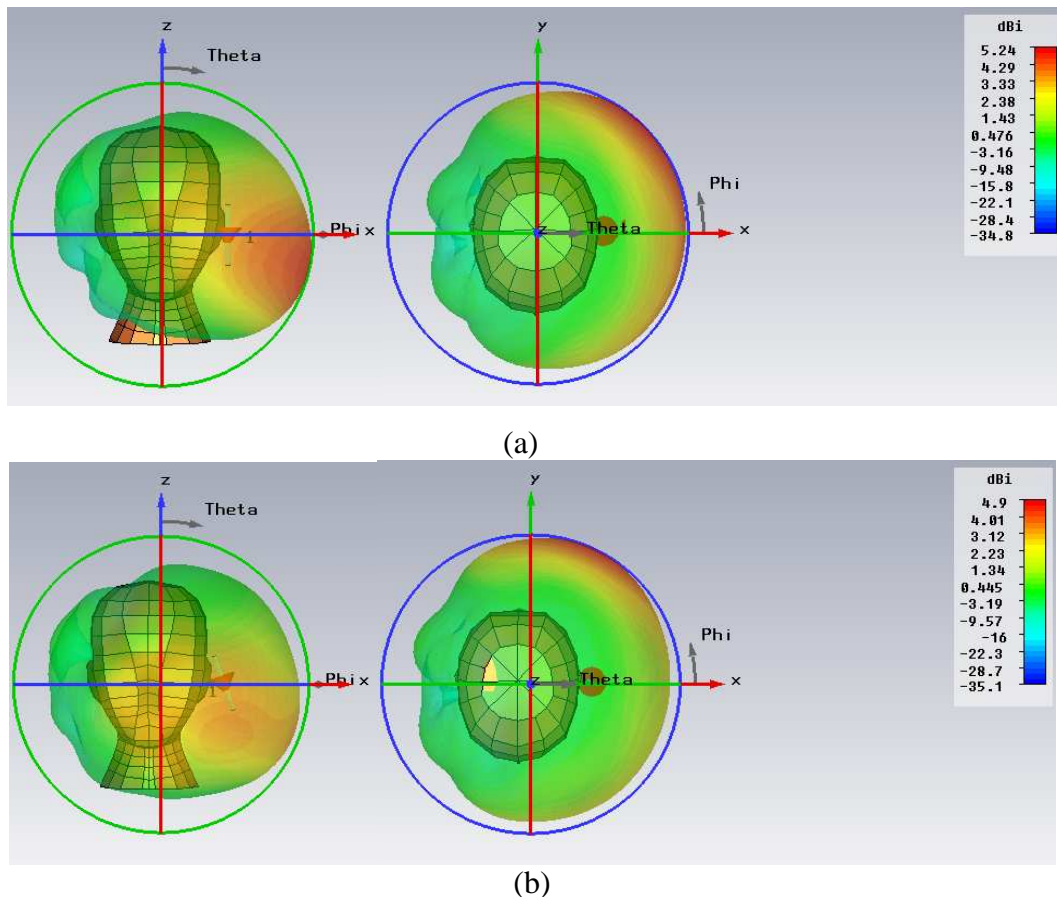 z
Theta
Phi x
1
y
Phi
z Theta x
dBi
5.24
4.29
3.33
2.38
1.43
0.476
-3.16
-9.48
-15.8
-22.1
-28.4
-34.8
(a)
z
Theta
Phi x
y
Phi
z Theta x
dBi
4.9
4.01
3.12
2.23
1.34
0.445
-3.19
-9.57
-16
-22.3
-28.7
-35.1
(b)